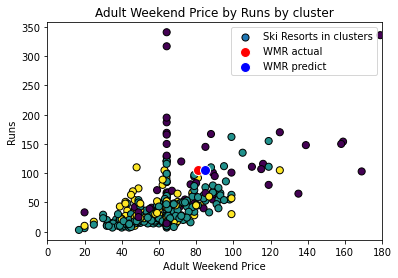 Adult Weekend Price by Runs by cluster
Ski Resorts in clusters
WMR actual
WMR predict
350
300
250
200
150
100
50
0
Runs
0 20 40 60 80 100 120 140 160 180
Adult Weekend Price